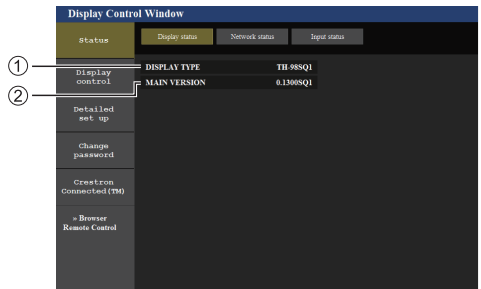 Display Control Window
Status
Display status
Network status
Input status
①
DISPLAY TYPE TH-98SQ1
②
MAIN VERSION 0.1300SQ1
Display
control
Detailed
set up
Change
password
Crestron
Connected(TM)
» Browser
Remote Control